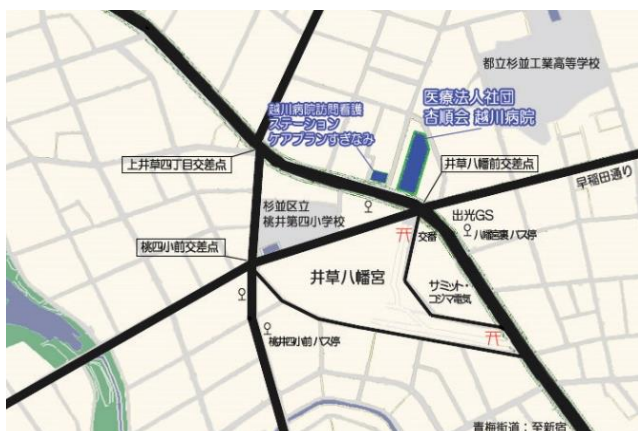 都立杉並工業高等学校
医療法人社団
杏順会 越川病院
越川病院訪問看護
ステーション
ケアプランすぎなみ
上井草四丁目交差点
井草八幡前交差点
早稲田通り
杉並区立
桃井第四小学校
出光GS
八幡宮裏バス停
交番
桃四小前交差点
井草八幡宮
サミット・
コジマ電気
桃井四小前バス停
青梅街道:至新宿